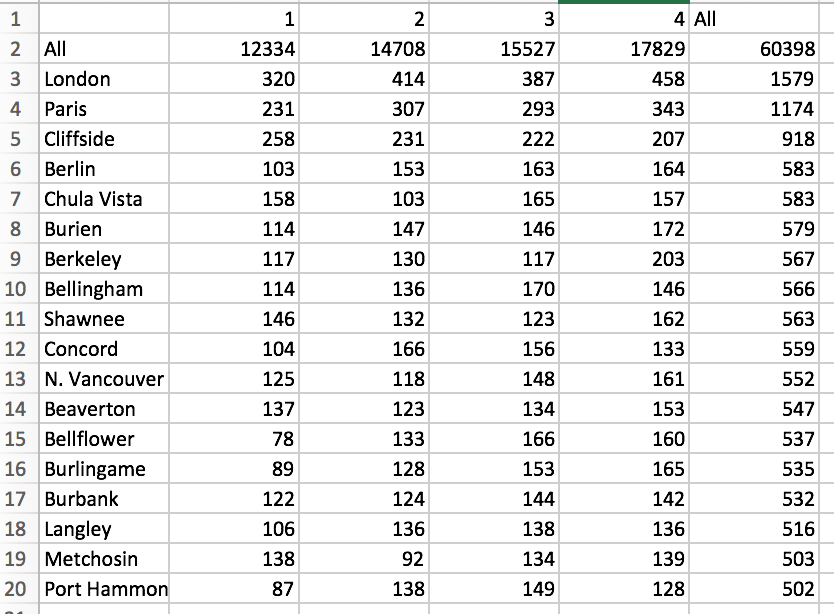 1 1 2 3 4 All
2 All 12334 14708 15527 17829 60398
3 London 320 414 387 458 1579
4 Paris 231 307 293 343 1174
5 Cliffside 258 231 222 207 918
6 Berlin 103 153 163 164 583
7 Chula Vista 158 103 165 157 583
8 Burien 114 147 146 172 579
9 Berkeley 117 130 117 203 567
10 Bellingham 114 136 170 146 566
11 Shawnee 146 132 123 162 563
12 Concord 104 166 156 133 559
13 N. Vancouver 125 118 148 161 552
14 Beaverton 137 123 134 153 547
15 Bellflower 78 133 166 160 537
16 Burlingame 89 128 153 165 535
17 Burbank 122 124 144 142 532
18 Langley 106 136 138 136 516
19 Metchosin 138 92 134 139 503
20 Port Hammon 87 138 149 128 502